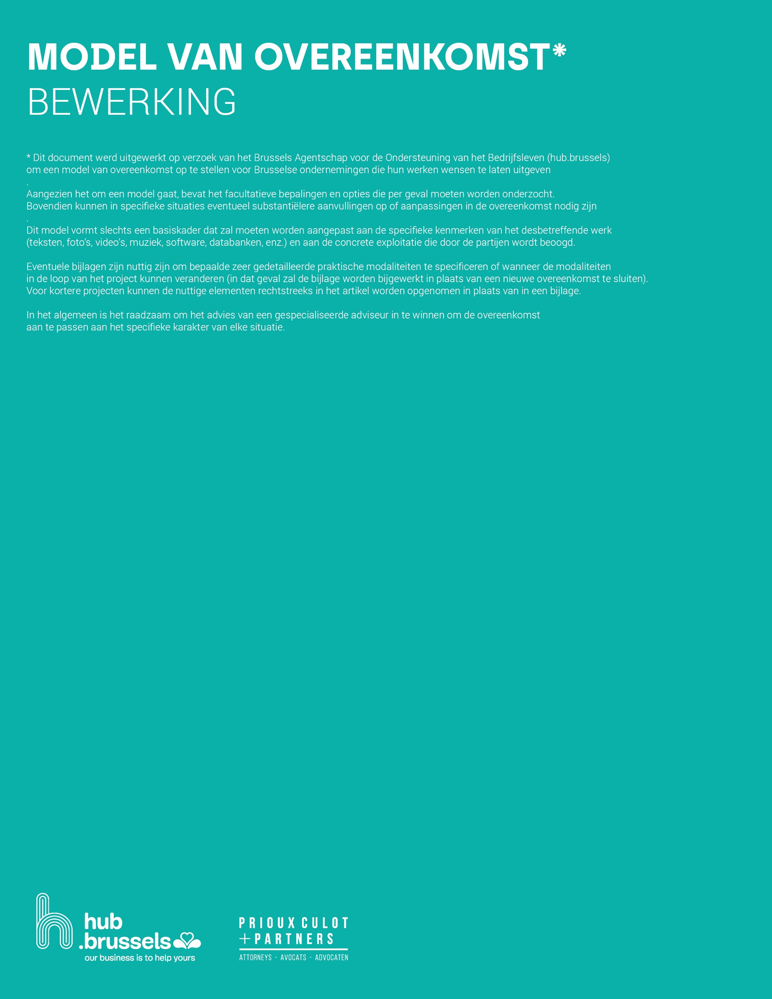 MODEL VAN OVEREENKOMST*
BEWERKING
* Dit document werd uitgewerkt op verzoek van het Brussels Agentschap voor de Ondersteuning van het Bedrijfsleven (hub.brussels)
om een model van overeenkomst op te stellen voor Brusselse ondernemingen die hun werken wensen te laten uitgeven
.
Aangezien het om een model gaat, bevat het facultatieve bepalingen en opties die per geval moeten worden onderzocht.
Bovendien kunnen in specifieke situaties eventueel substantiëlere aanvullingen op of aanpassingen in de overeenkomst nodig zijn
.
Dit model vormt slechts een basiskader dat zal moeten worden aangepast aan de specifieke kenmerken van het desbetreffende werk
(teksten, foto's, video's, muziek, software, databanken, enz.) en aan de concrete exploitatie die door de partijen wordt beoogd.
Eventuele bijlagen zijn nuttig zijn om bepaalde zeer gedetailleerde praktische modaliteiten te specificeren of wanneer de modaliteiten
in de loop van het project kunnen veranderen (in dat geval zal de bijlage worden bijgewerkt in plaats van een nieuwe overeenkomst te sluiten).
Voor kortere projecten kunnen de nuttige elementen rechtstreeks in het artikel worden opgenomen in plaats van in een bijlage.
In het algemeen is het raadzaam om het advies van een gespecialiseerde adviseur in te winnen om de overeenkomst
aan te passen aan het specifieke karakter van elke situatie.
h
hub
.brussels
our business is to help yours
PRIOUX CULOT
+PARTNERS
ATTORNEYS - AVOCATS - ADVOCATEN